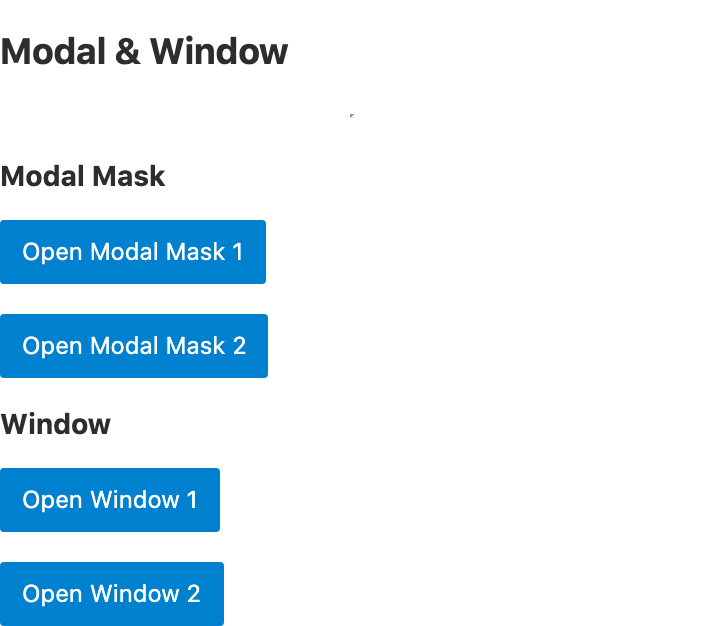 Modal & Window
Modal Mask
Open Modal Mask 1
Open Modal Mask 2
Window
Open Window 1
Open Window 2